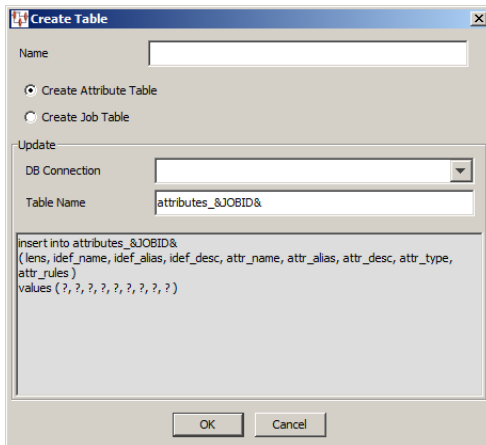 Create Table
Name
Create Attribute Table
Create Job Table
Update
DB Connection
Table Name
attributes_&JOBID&
insert into attributes_&JOBID&
( lens, idef_name, idef_alias, idef_desc, attr_name, attr_alias, attr_desc, attr_type,
attr_rules )
values ( ?, ?, ?, ?, ?, ?, ?, ?, ? )
OK
Cancel